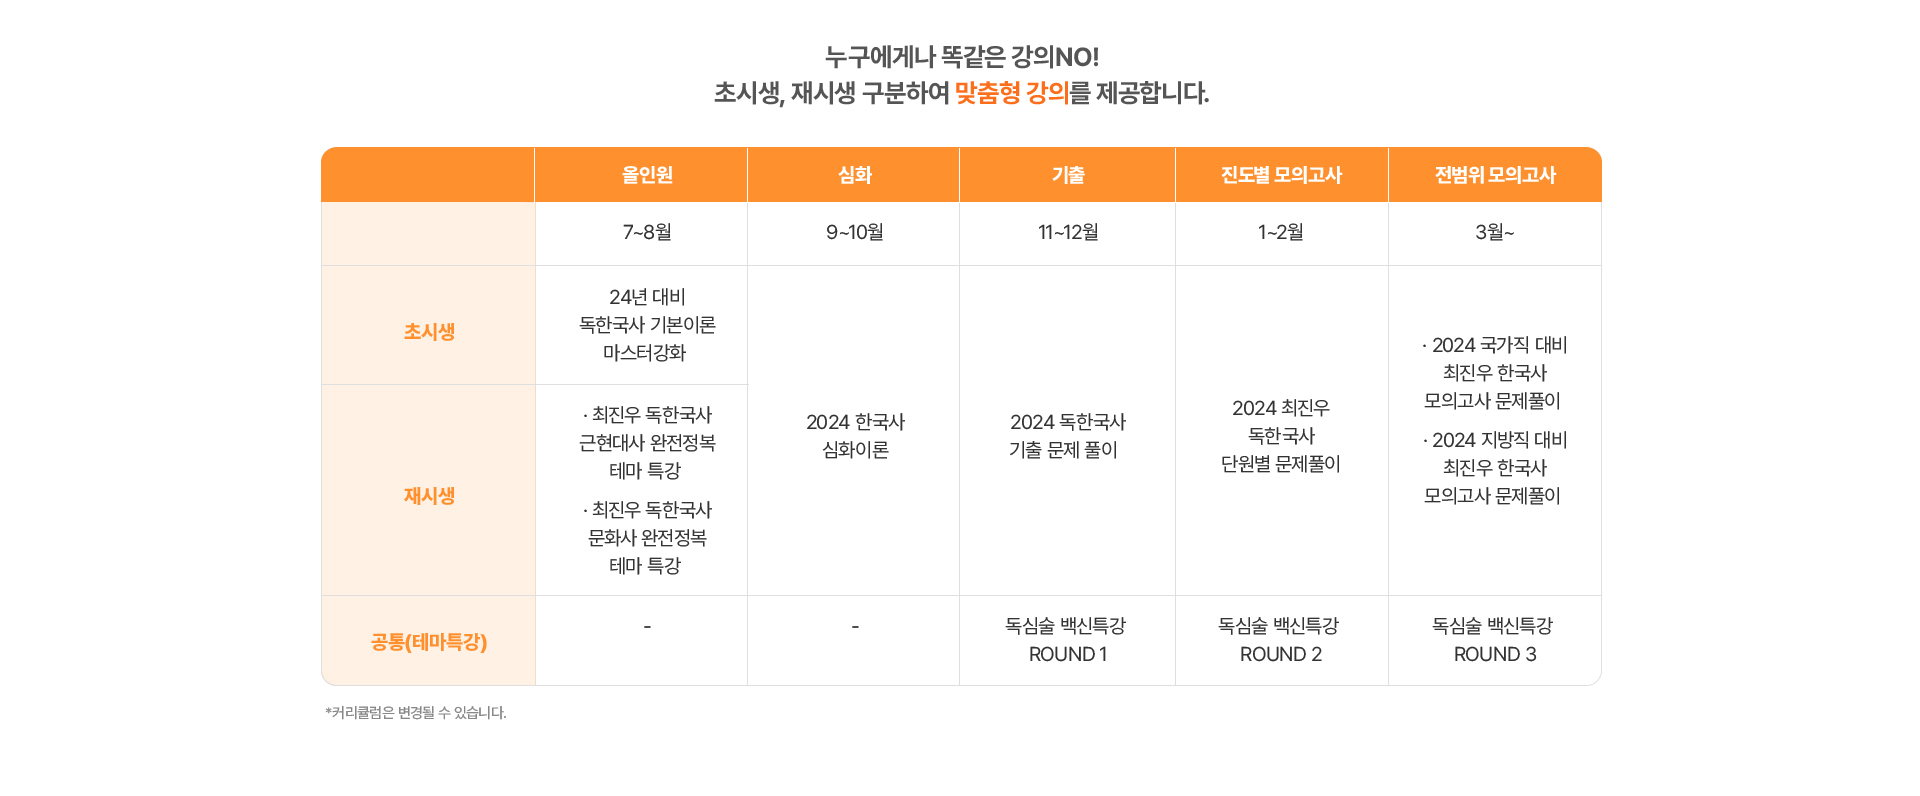 누구에게나 똑같은 강의NO!
초시생, 재시생 구분하여 맞춤형 강의를 제공합니다.
올인원 심화 기출 진도별 모의고사 전범위 모의고사
7~8월 9~10월 11~12월 1~2월 3월~
초시생
24년 대비
독한국사 기본이론
마스터강화
재시생
· 최진우 독한국사
근현대사 완전정복
테마 특강
· 최진우 독한국사
문화사 완전정복
테마 특강
2024 한국사
심화이론
2024 독한국사
기출 문제 풀이
2024 최진우
독한국사
단원별 문제풀이
· 2024 국가직 대비
최진우 한국사
모의고사 문제풀이
· 2024 지방직 대비
최진우 한국사
모의고사 문제풀이
공통(테마특강)
-
-
독심술 백신특강
ROUND 1
독심술 백신특강
ROUND 2
독심술 백신특강
ROUND 3
*커리큘럼은 변경될 수 있습니다.